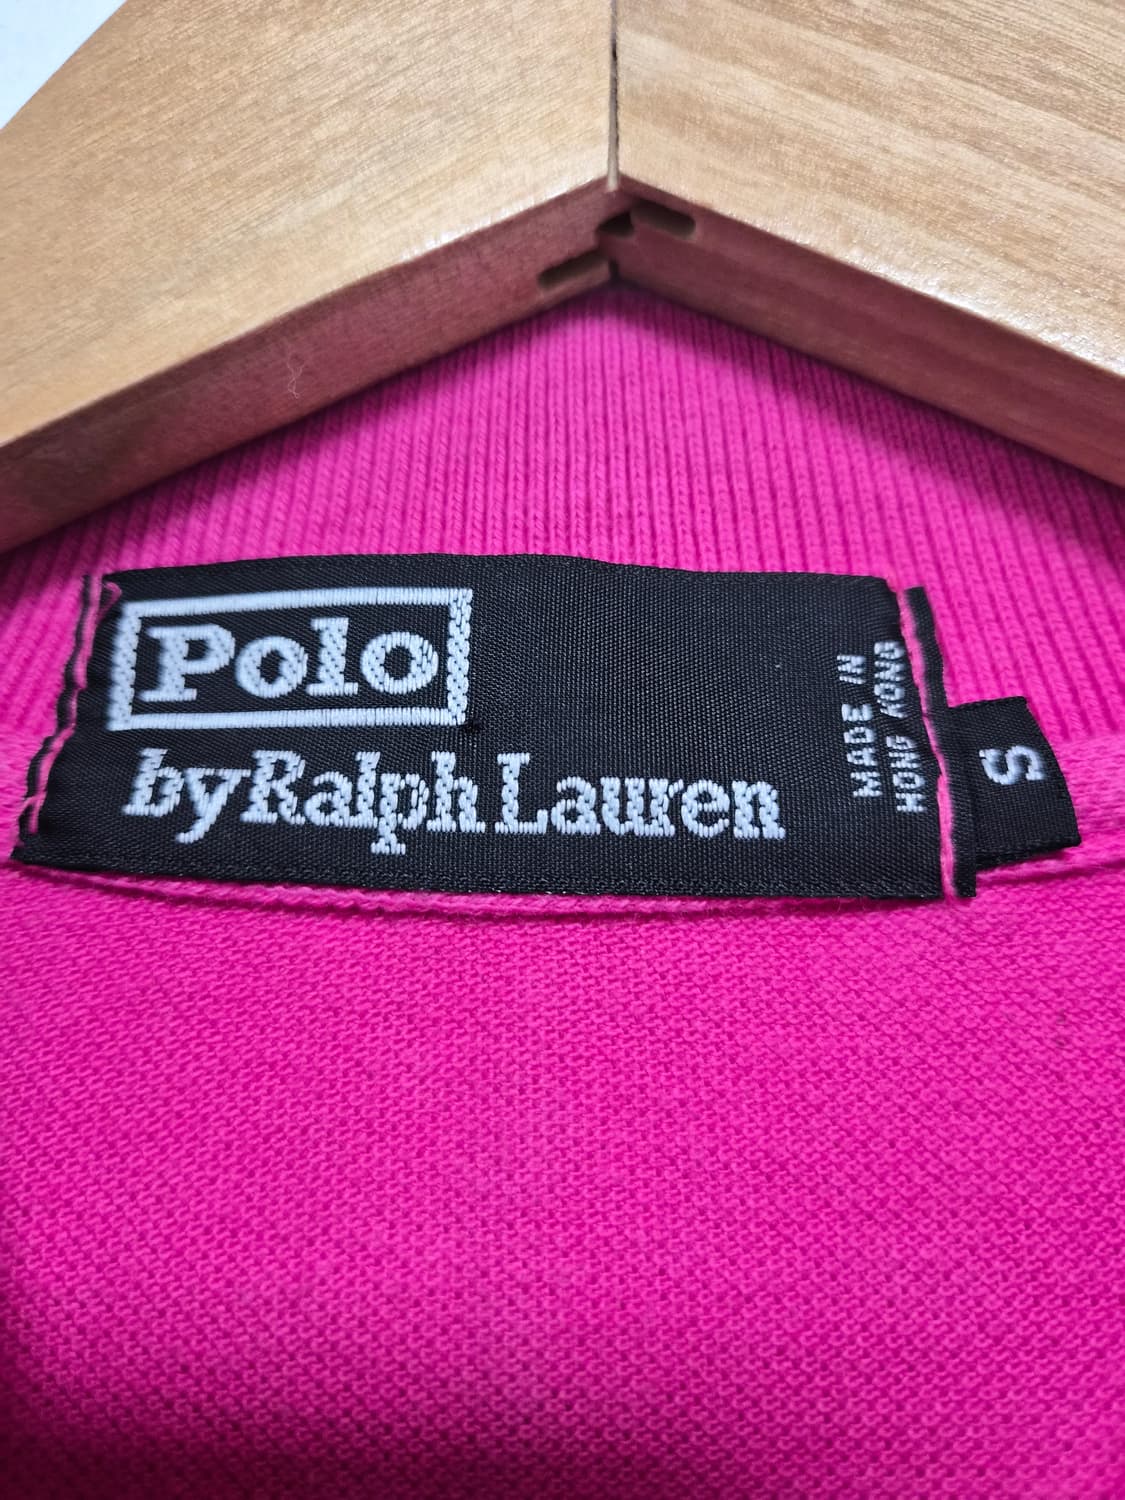 Polo
by Ralph Lauren
MADE IN
HONG KONG
S